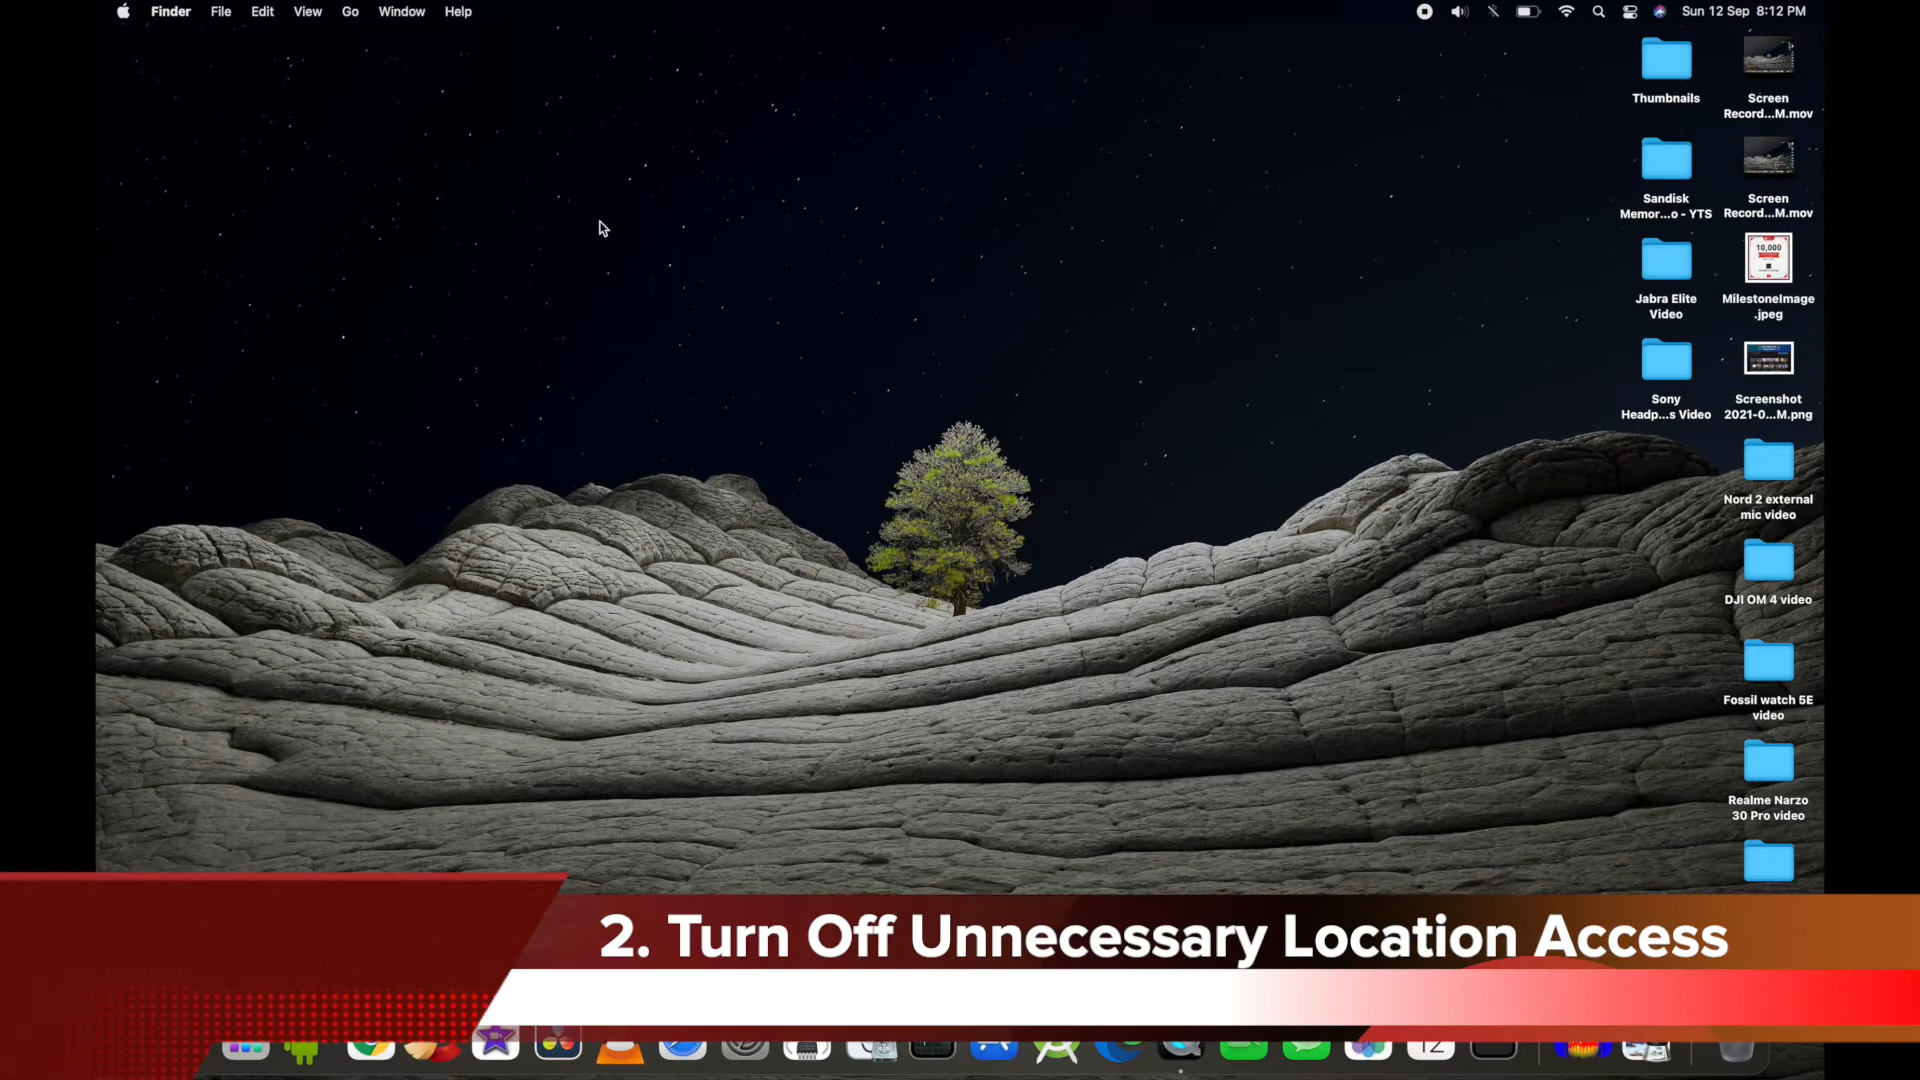 Finder File Edit View Go Window Help
Sun 12 Sep 8:12 PM
Thumbnails
Screen
Record...M.mov
Sandisk
Memor...o - YTS
Screen
Record...M.mov
10,000
Jabra Elite
Video
MilestoneImage
.jpeg
Sony
Headp...s Video
Screenshot
2021-0...M.png
Nord 2 external
mic video
DJI OM 4 video
Fossil watch 5E
video
Realme Narzo
30 Pro video
2. Turn Off Unnecessary Location Access
12